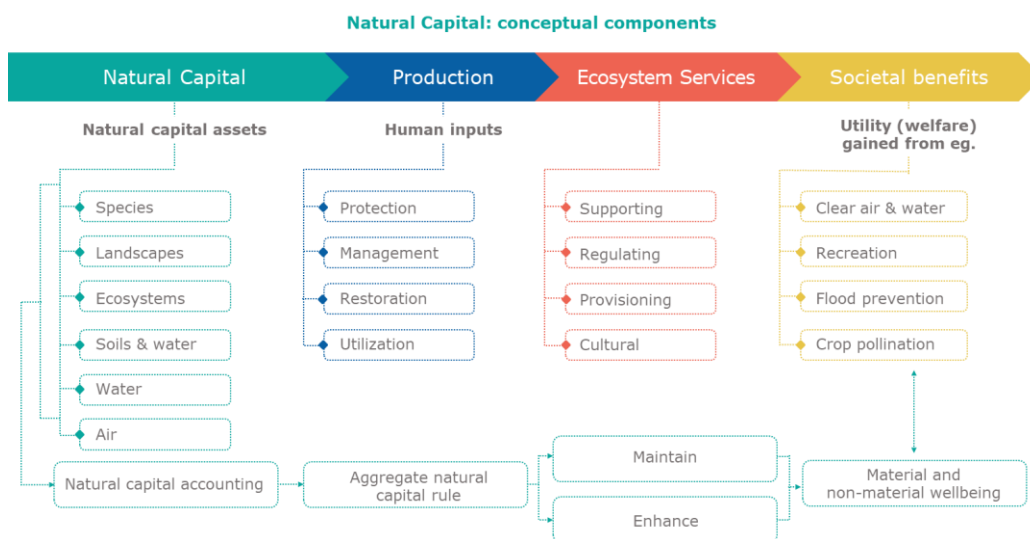 Natural Capital: conceptual components
Natural Capital
Production
Ecosystem Services
Societal benefits
Natural capital assets
Human inputs
Utility (welfare)
gained from eg.
Species
Protection
Supporting
Clear air & water
Landscapes
Management
Regulating
Recreation
Ecosystems
Restoration
Provisioning
Flood prevention
Soils & water
Utilization
Cultural
Crop pollination
Water
Air
Natural capital accounting
Aggregate natural
capital rule
Maintain
Enhance
Material and
non-material wellbeing